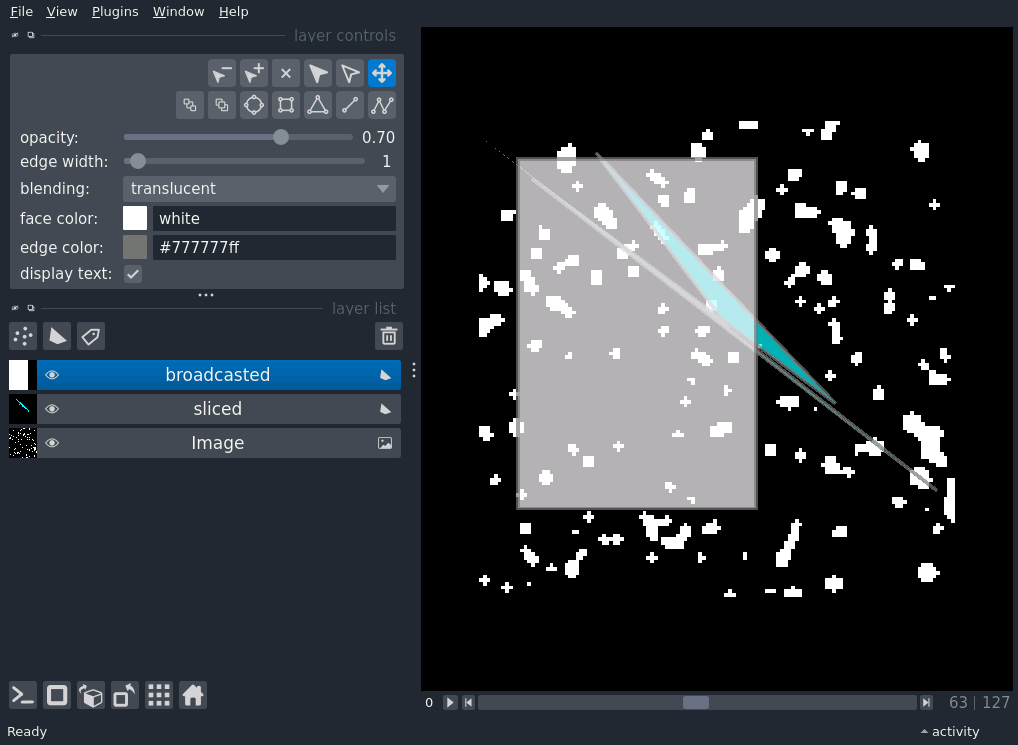 File View Plugins Window Help
layer controls
opacity: 0.70
edge width: 1
blending: translucent
face color: white
edge color: #777777ff
display text:
layer list
broadcasted
sliced
Image
0 63 | 127
Ready activity